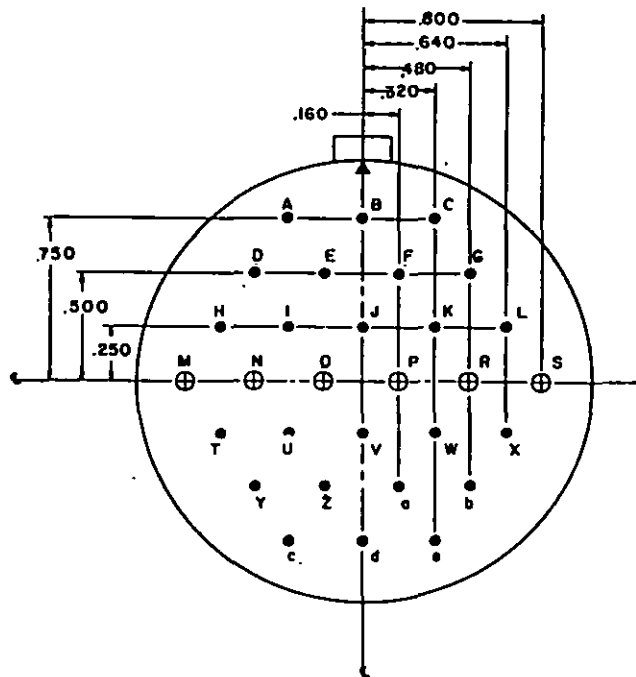 .800
.640
.480
.320
.160
A B C
.750
D E F G
.500
H I J K L
.250
M N O P R S
T U V W X
Y Z a b
c d e